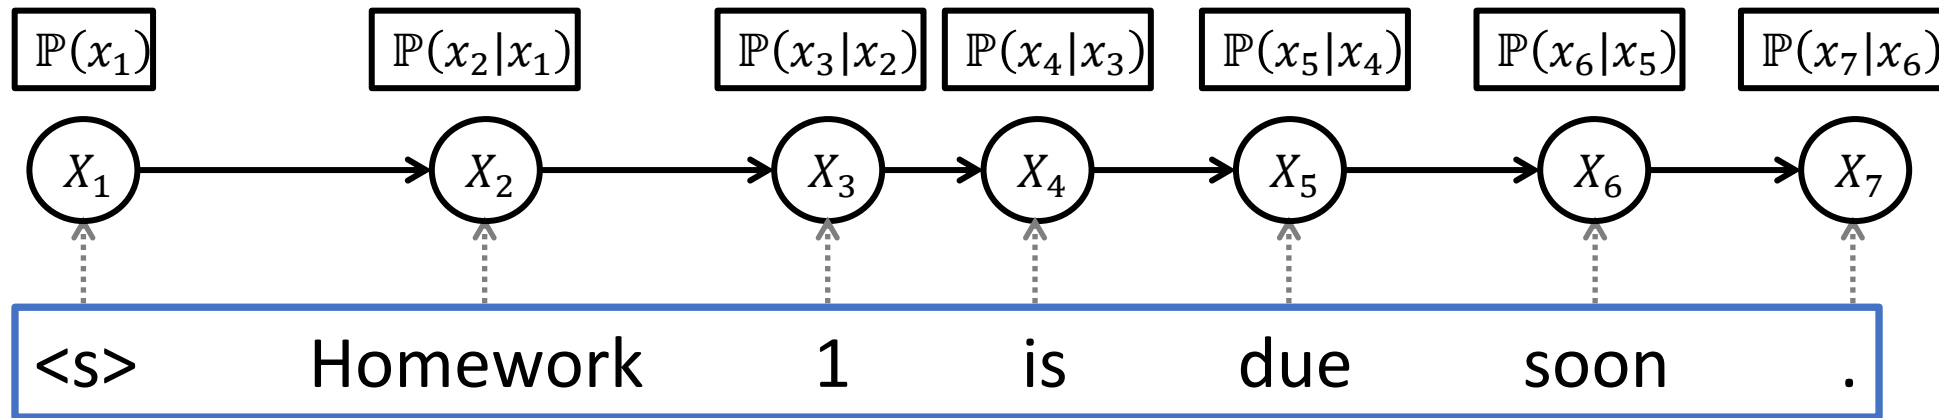 ℙ(x₁) ℙ(x₂|x₁) ℙ(x₃|x₂) ℙ(x₄|x₃) ℙ(x₅|x₄) ℙ(x₆|x₅) ℙ(x₇|x₆)
X₁ X₂ X₃ X₄ X₅ X₆ X₇
<s> Homework 1 is due soon .